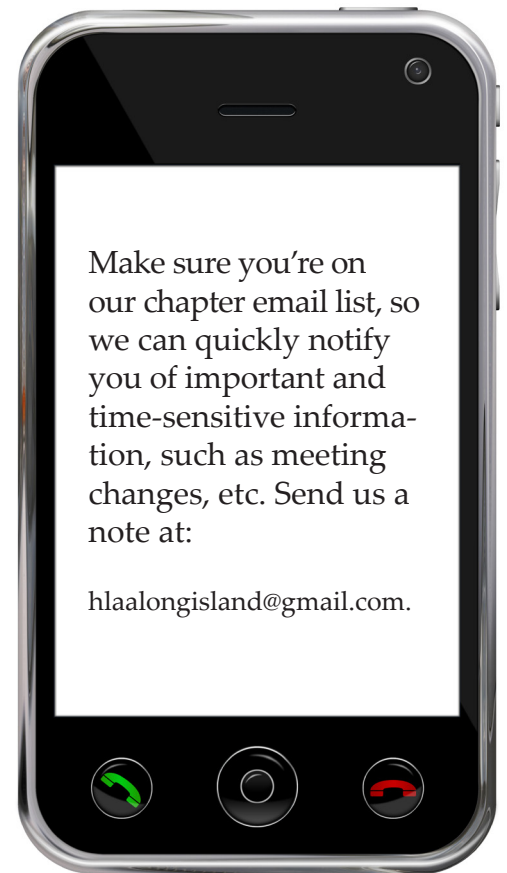 Make sure you’re on
our chapter email list, so
we can quickly notify
you of important and
time-sensitive informa-
tion, such as meeting
changes, etc. Send us a
note at:
hlaalongisland@gmail.com.